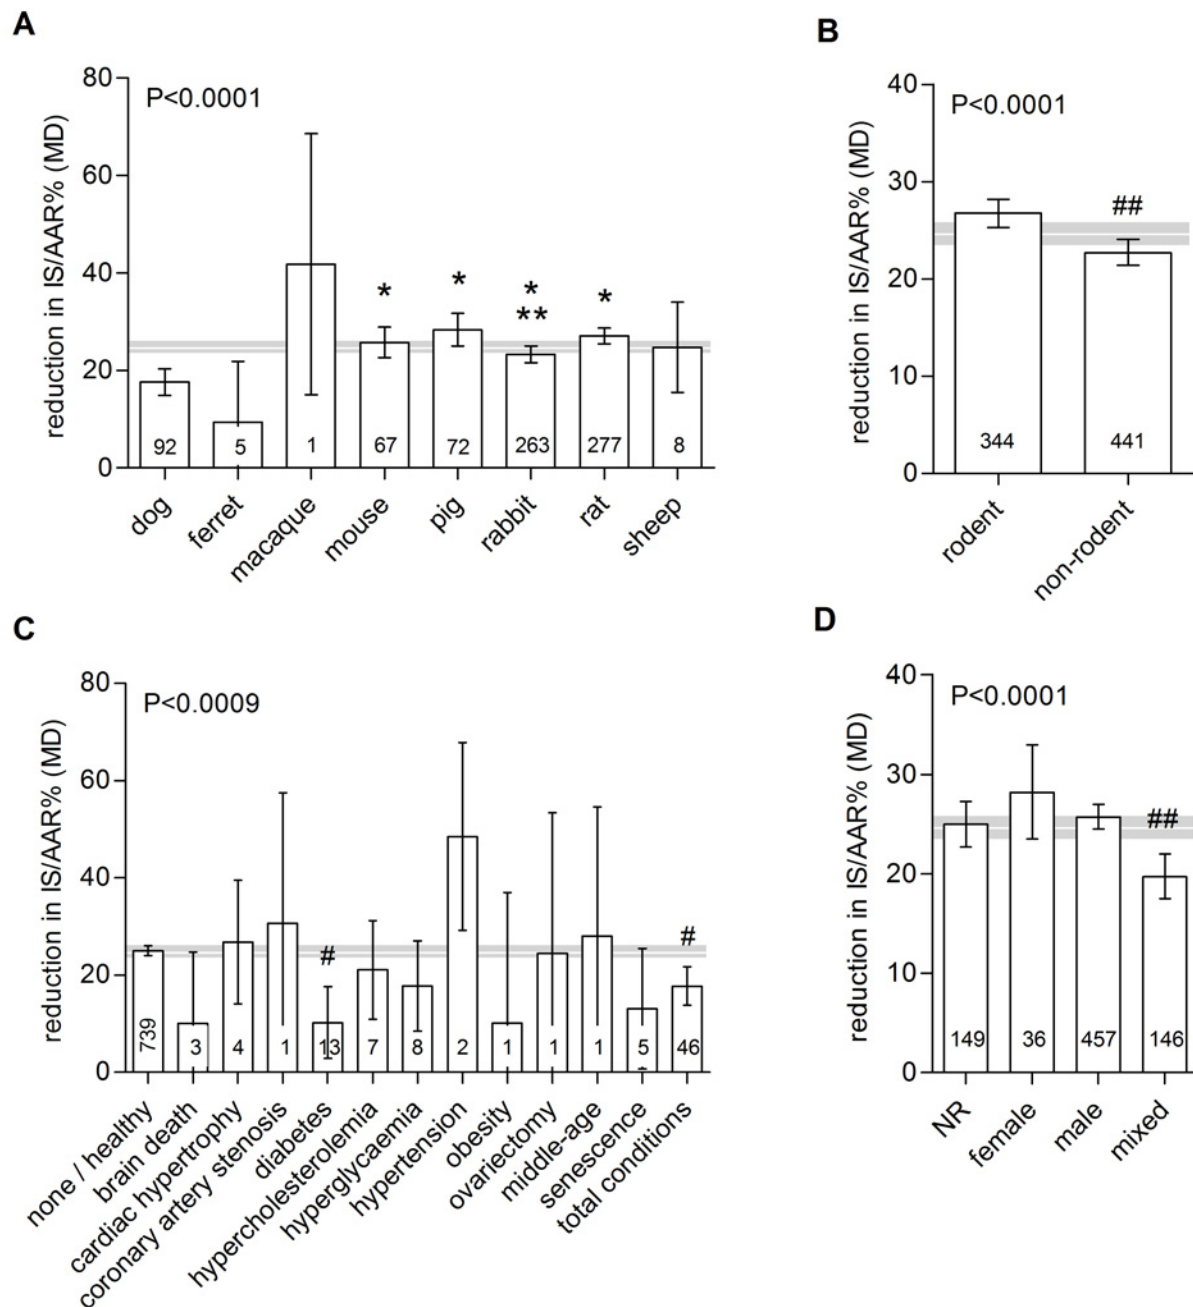 A
P<0.0001
reduction in IS/AAR% (MD)
80
60
40
20
0
*
*
*
**
*
92
5
1
67
72
263
277
8
dog
ferret
macaque
mouse
pig
rabbit
rat
sheep
B
P<0.0001
reduction in IS/AAR% (MD)
40
30
20
10
0
##
344
441
rodent
non-rodent
C
P<0.0009
reduction in IS/AAR% (MD)
80
60
40
20
0
#
#
739
3
4
1
13
7
8
2
1
1
1
5
46
none / healthy
brain death
cardiac hypertrophy
coronary artery stenosis
diabetes
hypercholesterolemia
hyperglycaemia
hypertension
obesity
ovariectomy
middle-age
senescence
total conditions
D
P<0.0001
reduction in IS/AAR% (MD)
40
30
20
10
0
##
149
36
457
146
NR
female
male
mixed